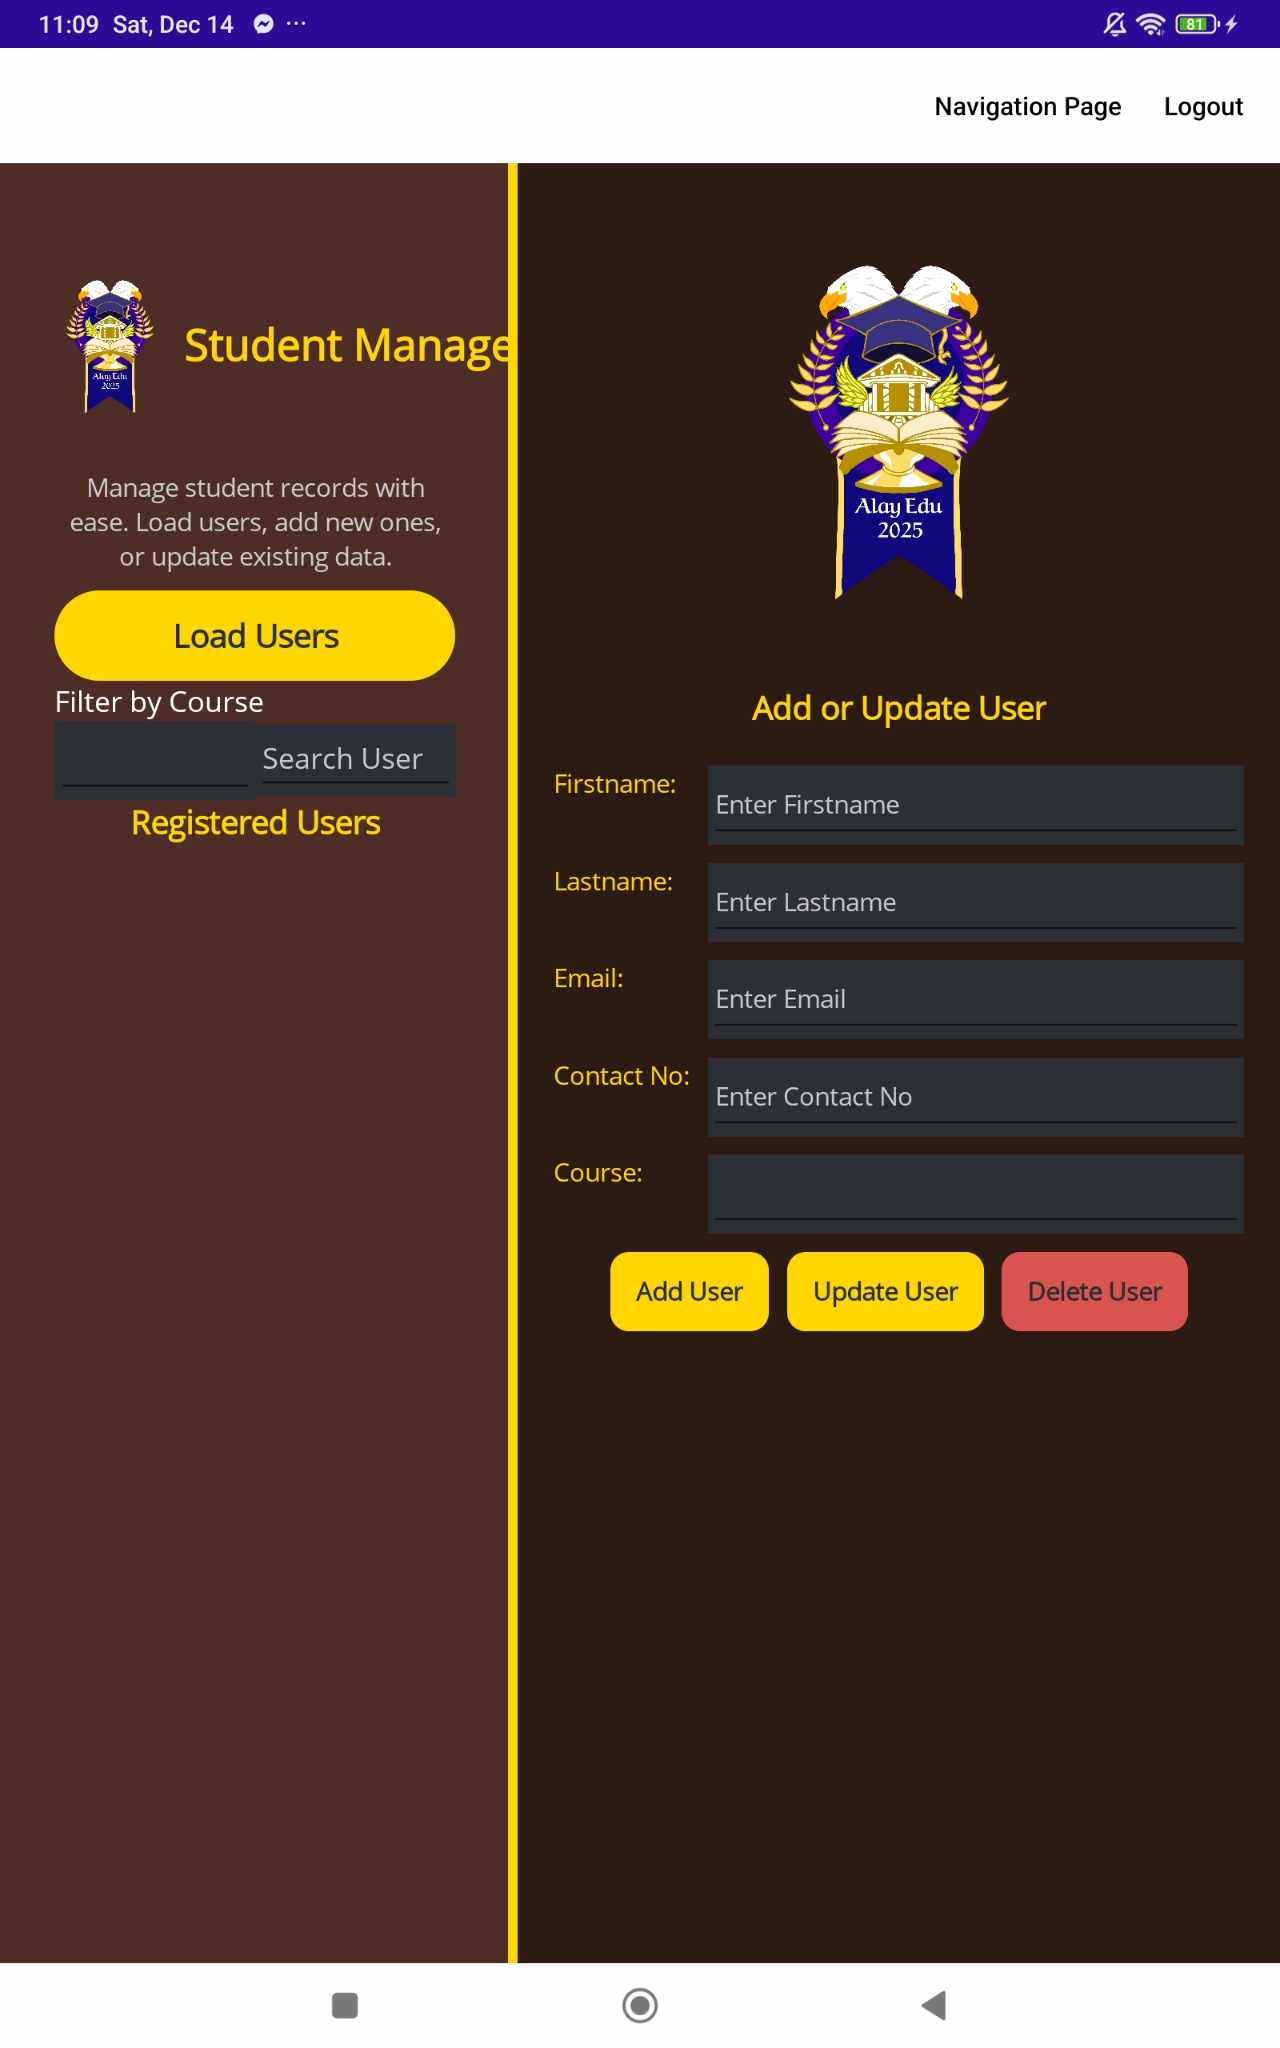 11:09 Sat, Dec 14 ...
81
Navigation Page Logout
Alay Edu
2025
Student Manage
Manage student records with
ease. Load users, add new ones,
or update existing data.
Load Users
Filter by Course
Search User
Registered Users
Alay Edu
2025
Add or Update User
Firstname: Enter Firstname
Lastname: Enter Lastname
Email: Enter Email
Contact No: Enter Contact No
Course:
Add User Update User Delete User